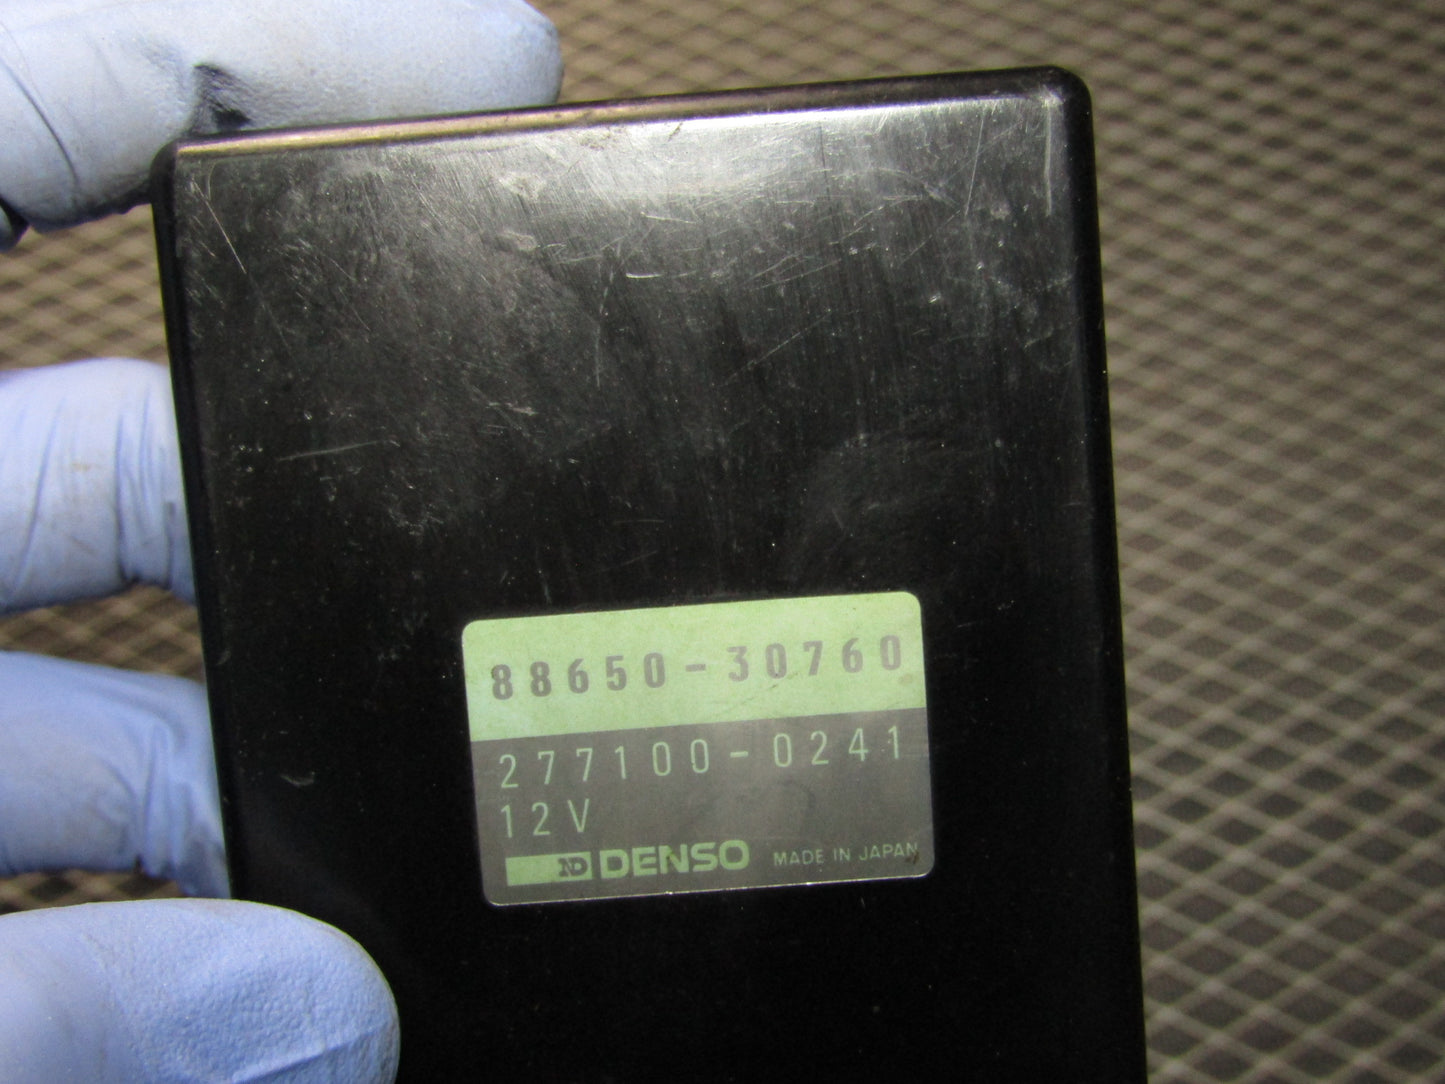 88650-30760
277100-0241
12V
ND DENSO MADE IN JAPAN